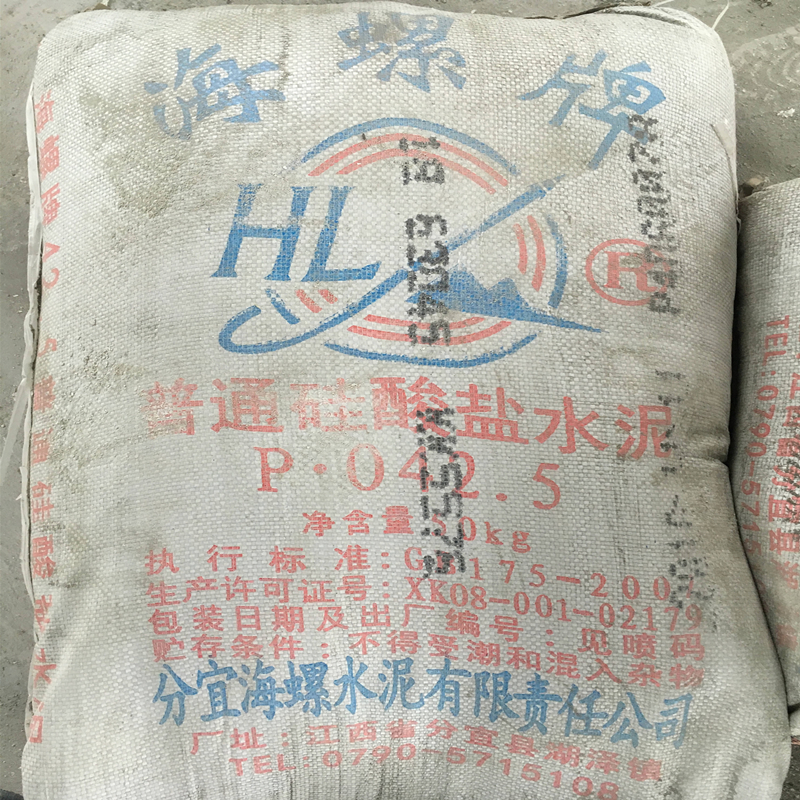 海螺牌
HL
普通硅酸盐水泥
P·O42.5
净含量50kg
执行标准:GB175-2007
生产许可证号:XK08-001-02179
包装日期及出厂编号:见喷码
贮存条件:不得受潮和混入杂物
分宜海螺水泥有限责任公司
厂址:江西省分宜县湖泽镇
TEL:0790-5715108
TEL:0790-5715